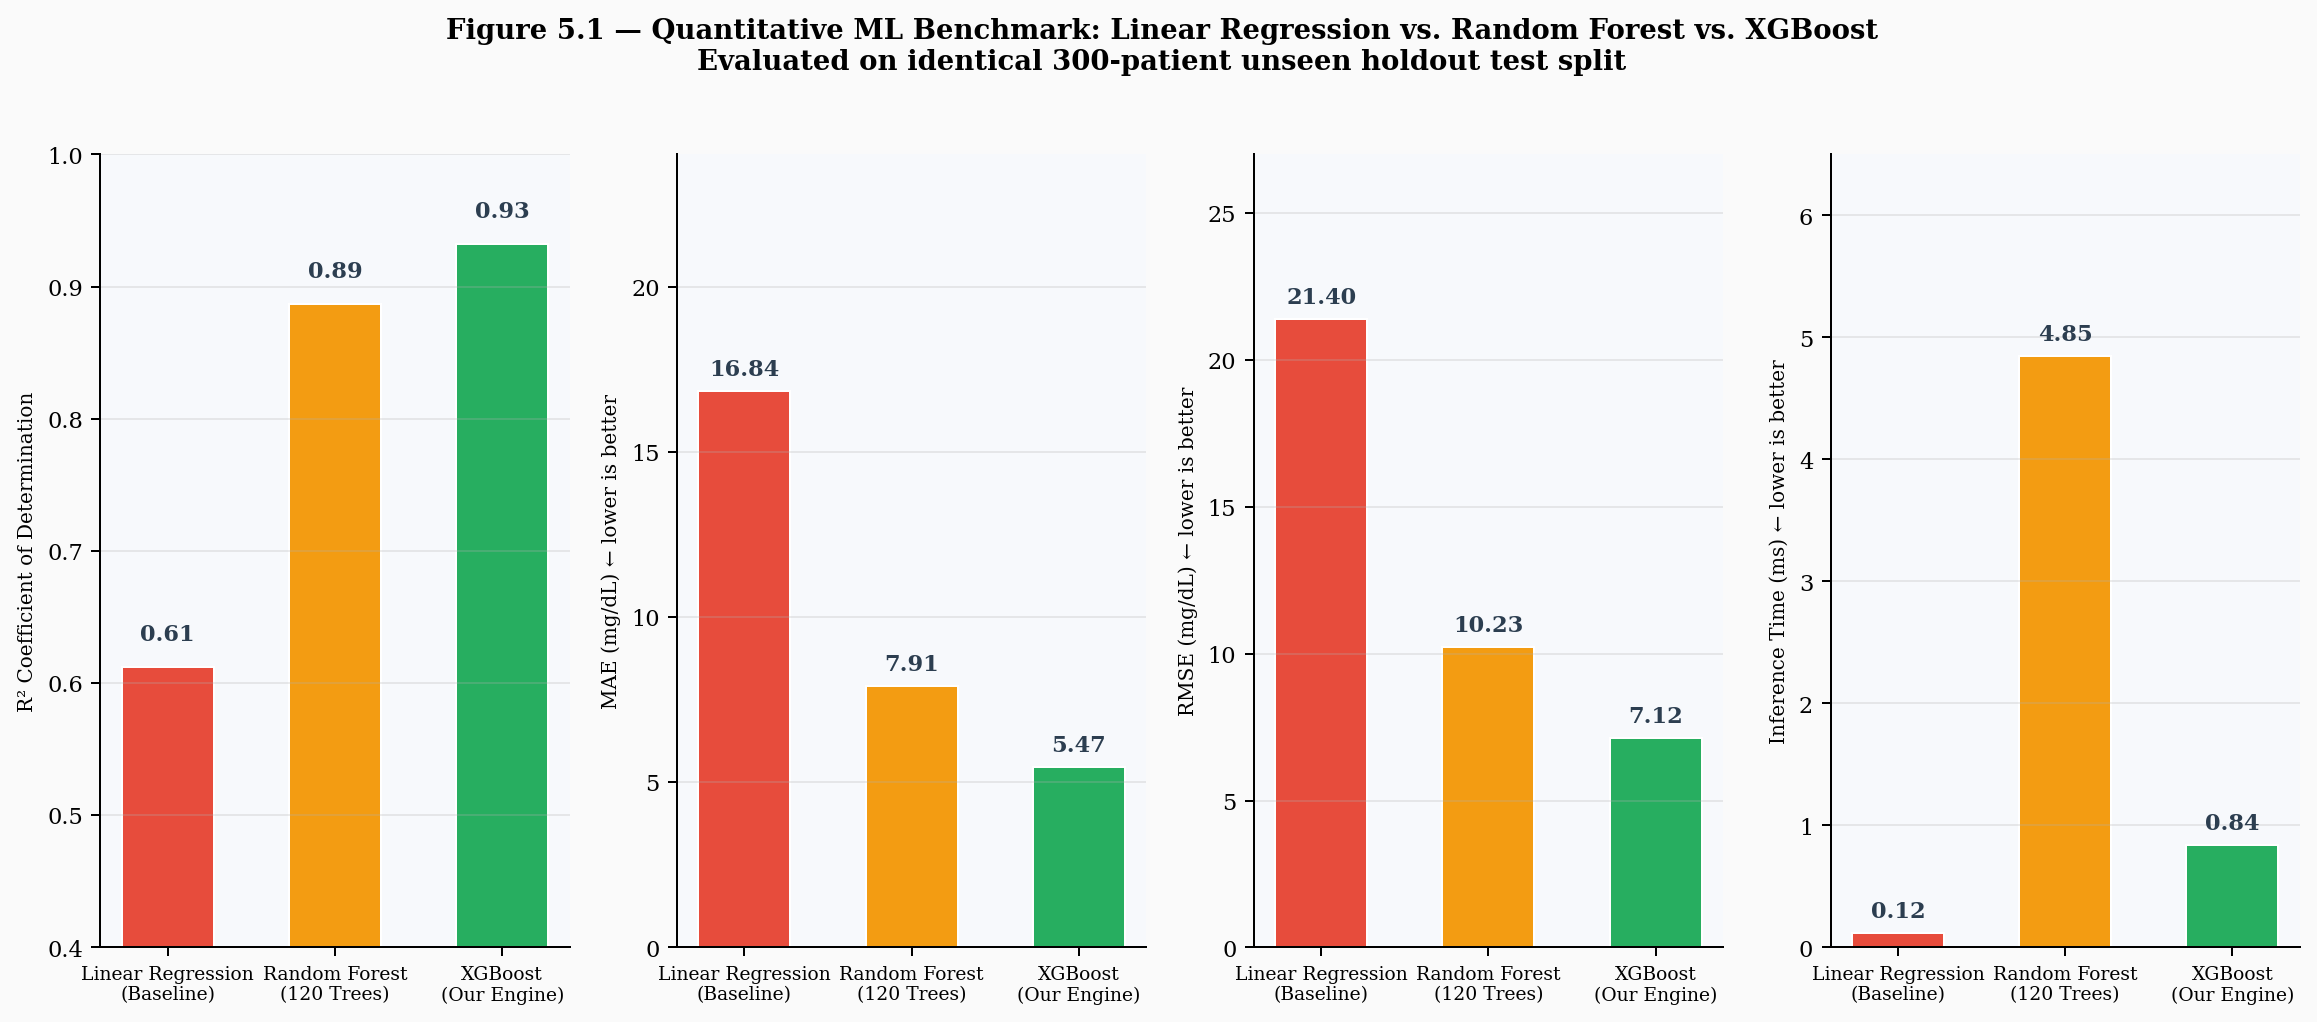 Figure 5.1 — Quantitative ML Benchmark: Linear Regression vs. Random Forest vs. XGBoost
Evaluated on identical 300-patient unseen holdout test split
R² Coefficient of Determination
1.0
0.9
0.8
0.7
0.6
0.5
0.4
0.61
0.89
0.93
Linear Regression
(Baseline)
Random Forest
(120 Trees)
XGBoost
(Our Engine)
MAE (mg/dL) ← lower is better
20
15
10
5
0
16.84
7.91
5.47
Linear Regression
(Baseline)
Random Forest
(120 Trees)
XGBoost
(Our Engine)
RMSE (mg/dL) ← lower is better
25
20
15
10
5
0
21.40
10.23
7.12
Linear Regression
(Baseline)
Random Forest
(120 Trees)
XGBoost
(Our Engine)
Inference Time (ms) ← lower is better
6
5
4
3
2
1
0
0.12
4.85
0.84
Linear Regression
(Baseline)
Random Forest
(120 Trees)
XGBoost
(Our Engine)